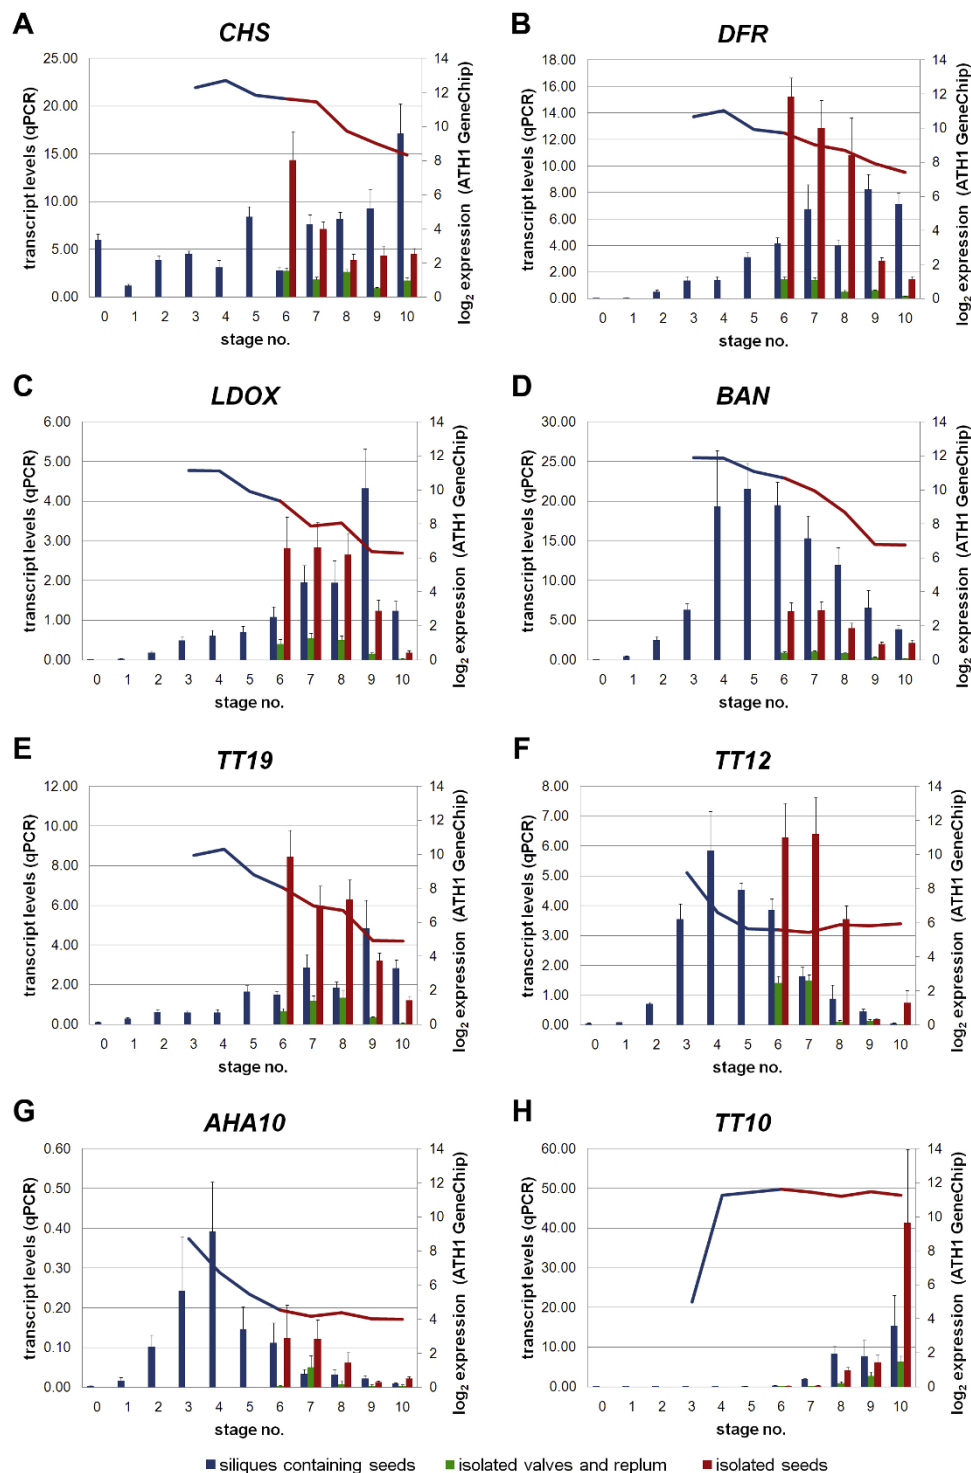 A
CHS
25.00
20.00
15.00
10.00
5.00
0.00
14
12
10
8
6
4
2
0
transcript levels (qPCR)
log2 expression (ATH1 GeneChip)
0 1 2 3 4 5 6 7 8 9 10
stage no.
B
DFR
18.00
16.00
14.00
12.00
10.00
8.00
6.00
4.00
2.00
0.00
14
12
10
8
6
4
2
0
transcript levels (qPCR)
log2 expression (ATH1 GeneChip)
0 1 2 3 4 5 6 7 8 9 10
stage no.
C
LDOX
6.00
5.00
4.00
3.00
2.00
1.00
0.00
14
12
10
8
6
4
2
0
transcript levels (qPCR)
log2 expression (ATH1 GeneChip)
0 1 2 3 4 5 6 7 8 9 10
stage no.
D
BAN
30.00
25.00
20.00
15.00
10.00
5.00
0.00
14
12
10
8
6
4
2
0
transcript levels (qPCR)
log2 expression (ATH1 GeneChip)
0 1 2 3 4 5 6 7 8 9 10
stage no.
E
TT19
12.00
10.00
8.00
6.00
4.00
2.00
0.00
14
12
10
8
6
4
2
0
transcript levels (qPCR)
log2 expression (ATH1 GeneChip)
0 1 2 3 4 5 6 7 8 9 10
stage no.
F
TT12
8.00
7.00
6.00
5.00
4.00
3.00
2.00
1.00
0.00
14
12
10
8
6
4
2
0
transcript levels (qPCR)
log2 expression (ATH1 GeneChip)
0 1 2 3 4 5 6 7 8 9 10
stage no.
G
AHA10
0.60
0.50
0.40
0.30
0.20
0.10
0.00
14
12
10
8
6
4
2
0
transcript levels (qPCR)
log2 expression (ATH1 GeneChip)
0 1 2 3 4 5 6 7 8 9 10
stage no.
H
TT10
60.00
50.00
40.00
30.00
20.00
10.00
0.00
14
12
10
8
6
4
2
0
transcript levels (qPCR)
log2 expression (ATH1 GeneChip)
0 1 2 3 4 5 6 7 8 9 10
stage no.
siliques containing seeds isolated valves and replum isolated seeds